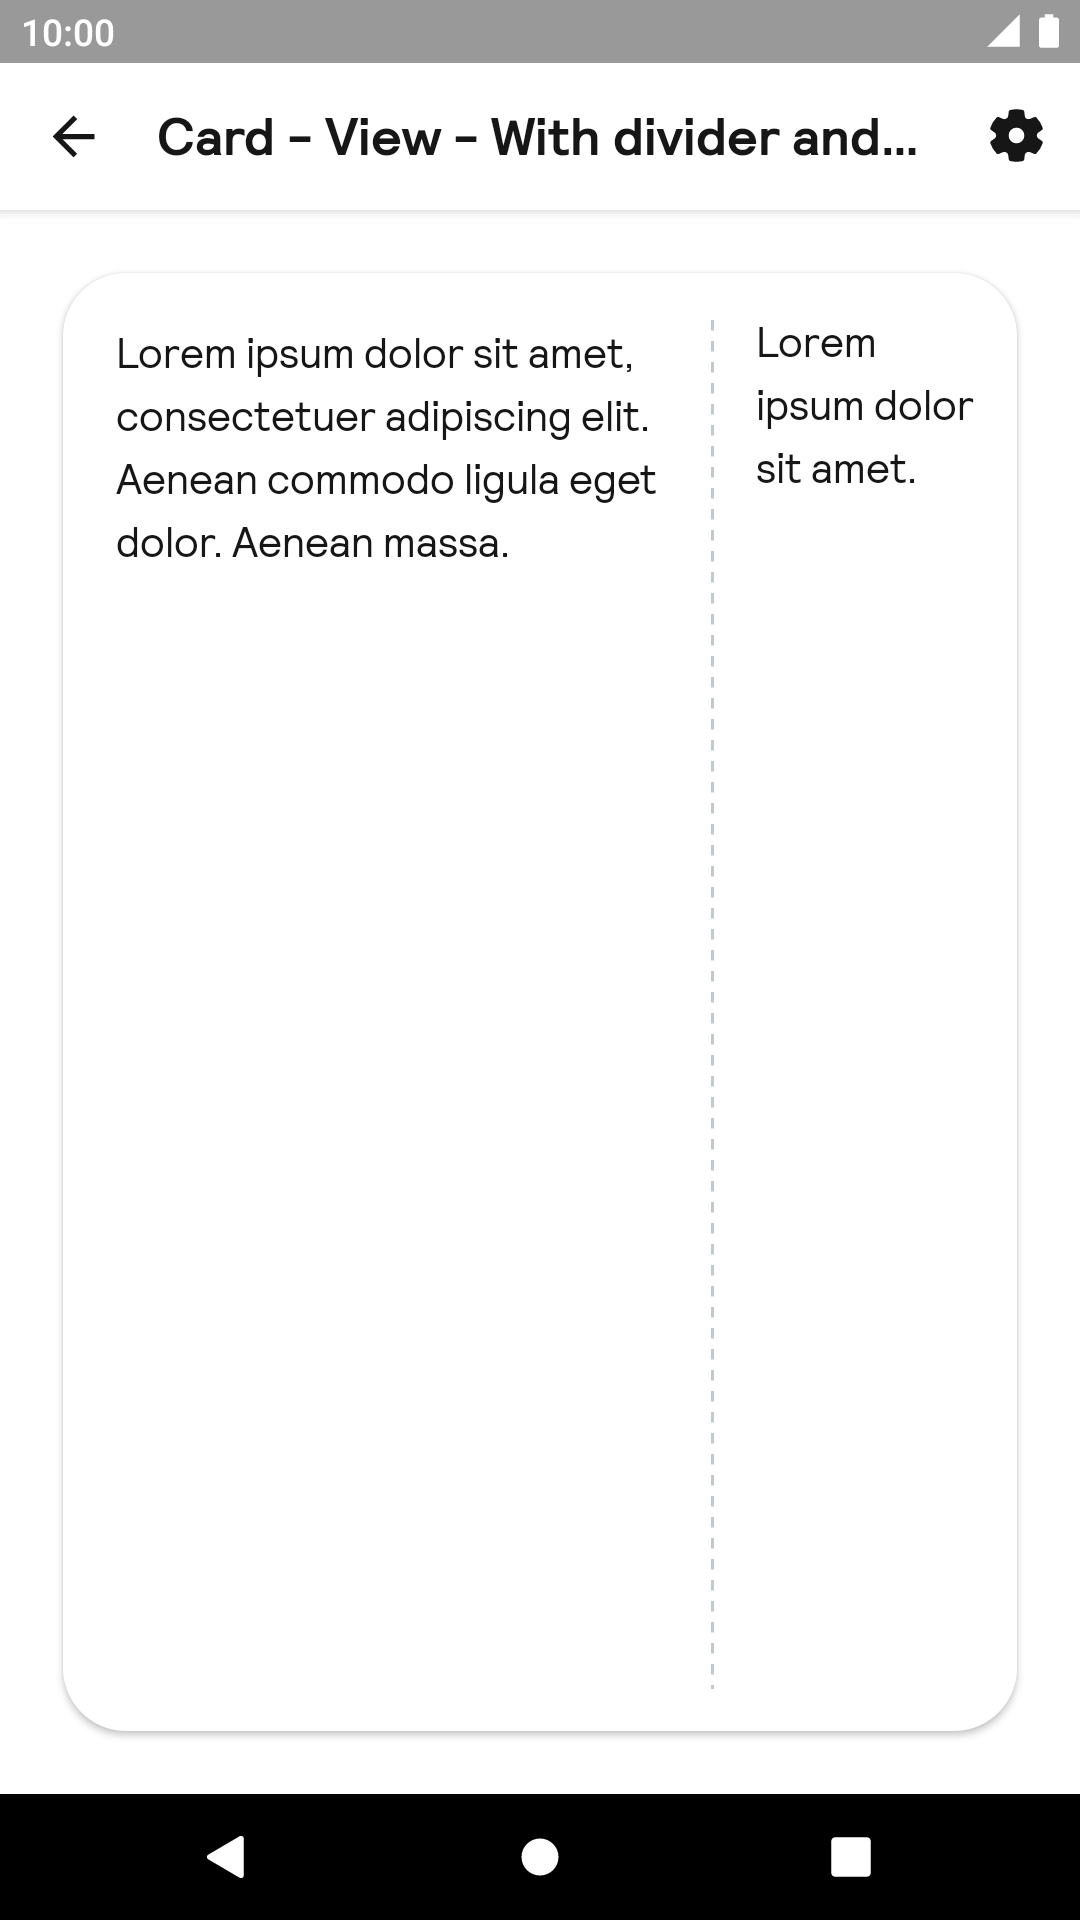 10:00
Card - View - With divider and...
Lorem ipsum dolor sit amet,
consectetuer adipiscing elit.
Aenean commodo ligula eget
dolor. Aenean massa.
Lorem
ipsum dolor
sit amet.